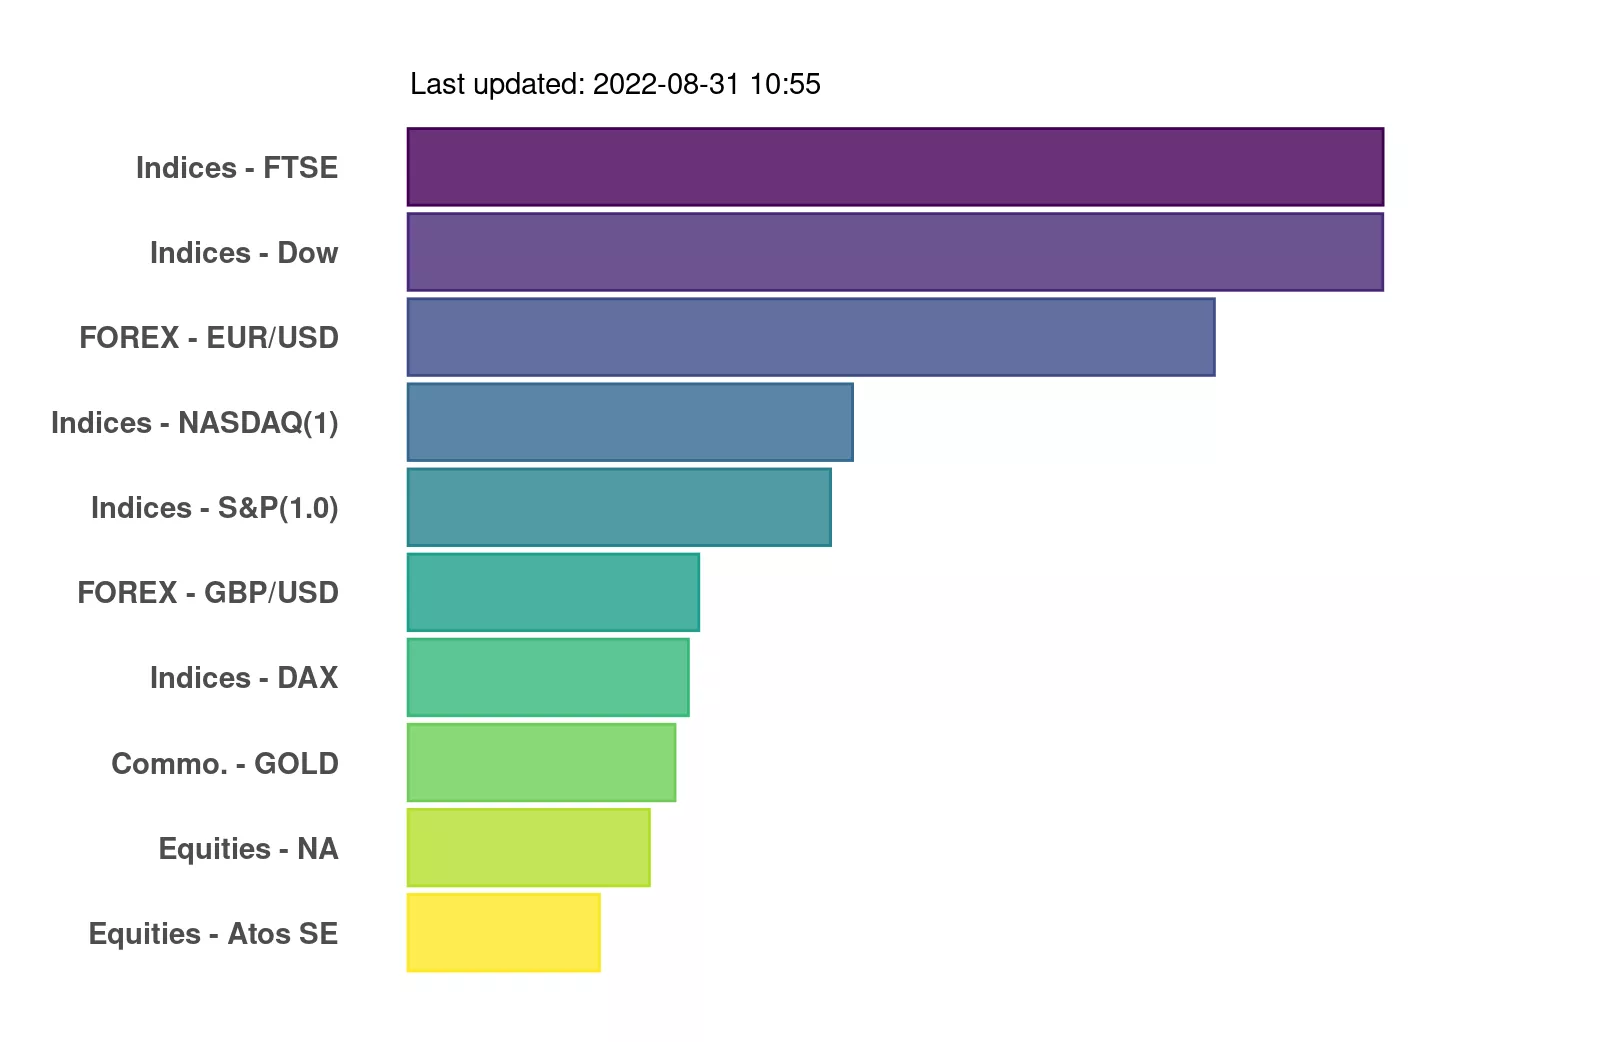 Last updated: 2022-08-31 10:55
Indices - FTSE
Indices - Dow
FOREX - EUR/USD
Indices - NASDAQ(1)
Indices - S&P(1.0)
FOREX - GBP/USD
Indices - DAX
Commo. - GOLD
Equities - NA
Equities - Atos SE